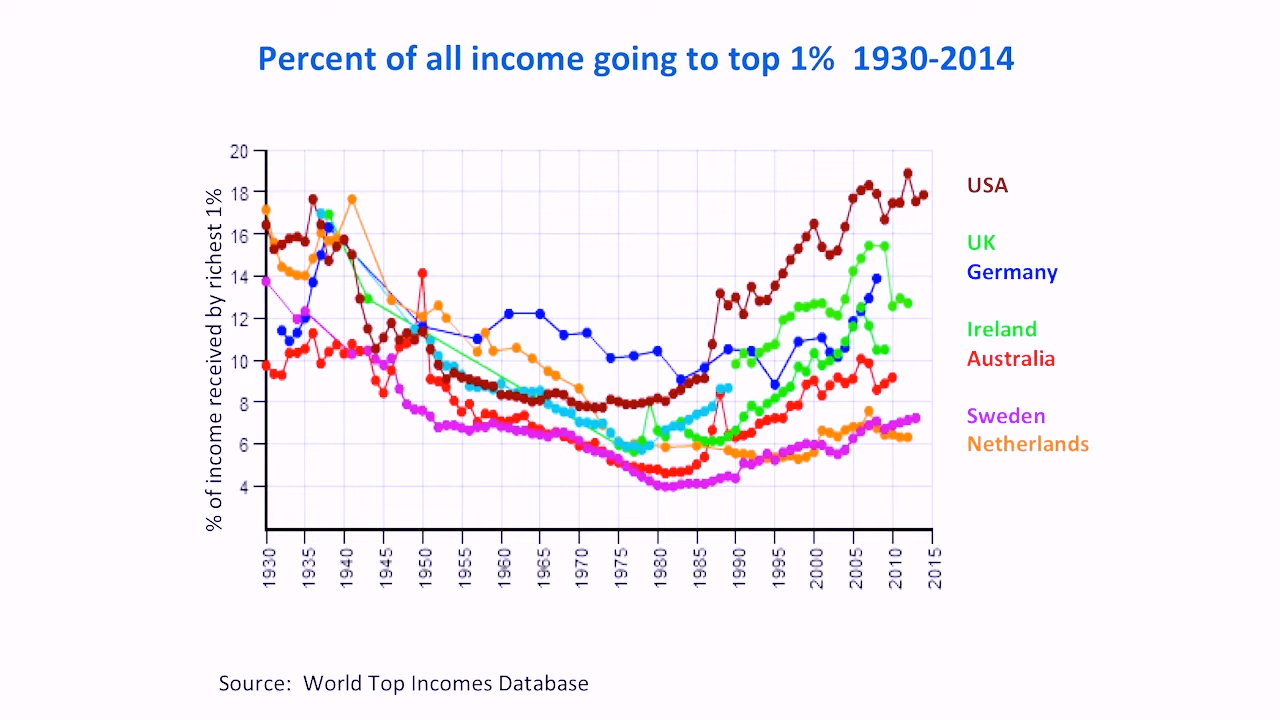 Percent of all income going to top 1% 1930-2014
% of income received by richest 1%
20
18
16
14
12
10
8
6
4
1930
1935
1940
1945
1950
1955
1960
1965
1970
1975
1980
1985
1990
1995
2000
2005
2010
2015
USA
UK
Germany
Ireland
Australia
Sweden
Netherlands
Source: World Top Incomes Database